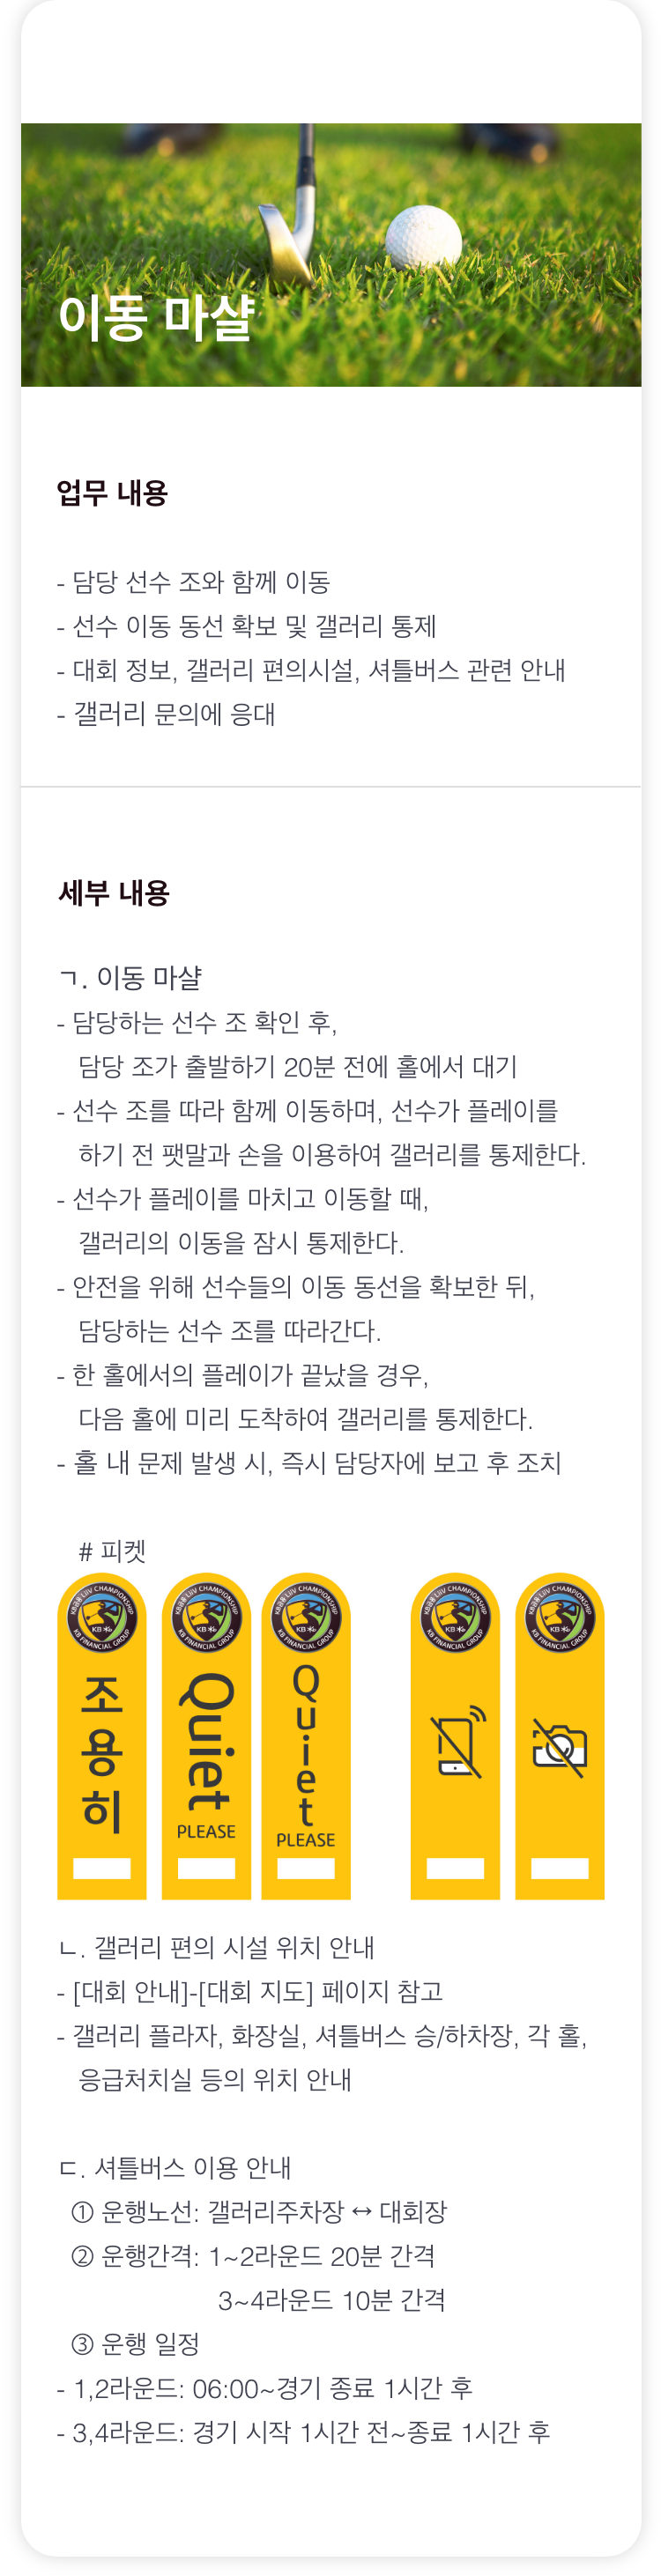 이동 마샬
업무 내용
- 담당 선수 조와 함께 이동
- 선수 이동 동선 확보 및 갤러리 통제
- 대회 정보, 갤러리 편의시설, 셔틀버스 관련 안내
- 갤러리 문의에 응대
세부 내용
ㄱ. 이동 마샬
- 담당하는 선수 조 확인 후,
담당 조가 출발하기 20분 전에 홀에서 대기
- 선수 조를 따라 함께 이동하며, 선수가 플레이를
하기 전 팻말과 손을 이용하여 갤러리를 통제한다.
- 선수가 플레이를 마치고 이동할 때,
갤러리의 이동을 잠시 통제한다.
- 안전을 위해 선수들의 이동 동선을 확보한 뒤,
담당하는 선수 조를 따라간다.
- 한 홀에서의 플레이가 끝났을 경우,
다음 홀에 미리 도착하여 갤러리를 통제한다.
- 홀 내 문제 발생 시, 즉시 담당자에 보고 후 조치
# 피켓
KB금융 LIIV CHAMPIONSHIP
KB
KB FINANCIAL GROUP
조용히
KB금융 LIIV CHAMPIONSHIP
KB
KB FINANCIAL GROUP
Quiet
PLEASE
KB금융 LIIV CHAMPIONSHIP
KB
KB FINANCIAL GROUP
Quiet
PLEASE
KB금융 LIIV CHAMPIONSHIP
KB
KB FINANCIAL GROUP
KB금융 LIIV CHAMPIONSHIP
KB
KB FINANCIAL GROUP
ㄴ. 갤러리 편의 시설 위치 안내
- [대회 안내]-[대회 지도] 페이지 참고
- 갤러리 플라자, 화장실, 셔틀버스 승/하차장, 각 홀,
응급처치실 등의 위치 안내
ㄷ. 셔틀버스 이용 안내
① 운행노선: 갤러리주차장 ↔ 대회장
② 운행간격: 1~2라운드 20분 간격
3~4라운드 10분 간격
③ 운행 일정
- 1,2라운드: 06:00~경기 종료 1시간 후
- 3,4라운드: 경기 시작 1시간 전~종료 1시간 후